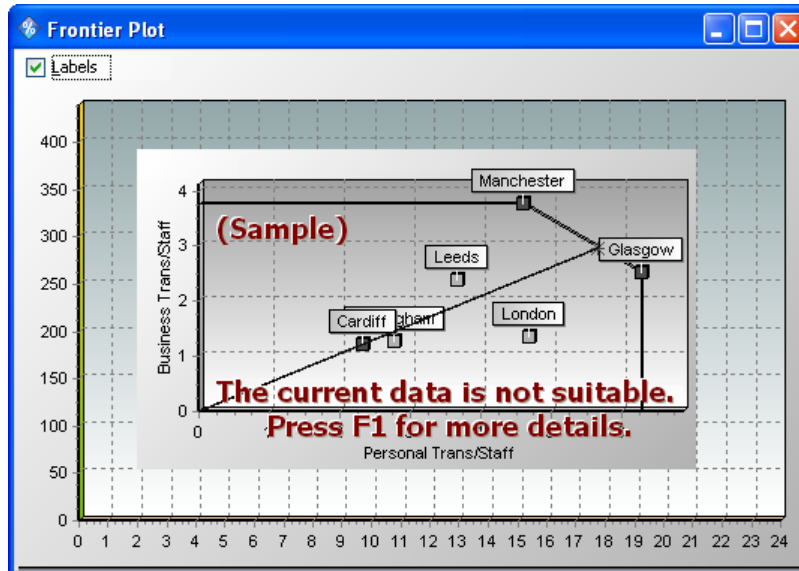 Frontier Plot
Labels
400
350
300
250
200
150
100
50
0
0 1 2 3 4 5 6 7 8 9 10 11 12 13 14 15 16 17 18 19 20 21 22 23 24
4
3
2
1
0
0
Business Trans/Staff
Personal Trans/Staff
(Sample)
Manchester
Glasgow
Leeds
Cardiff
London
The current data is not suitable.
Press F1 for more details.